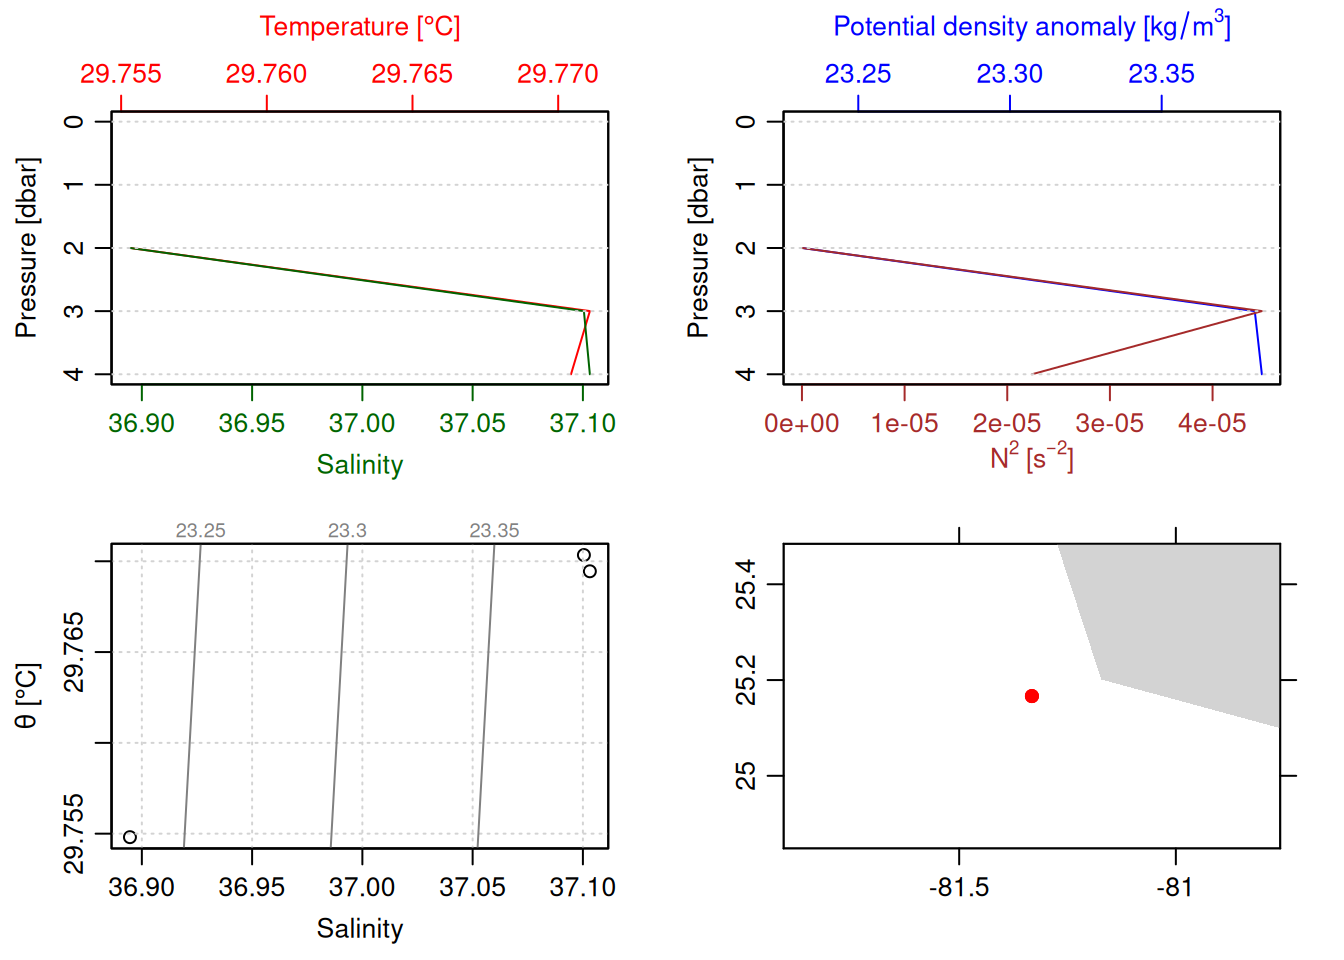 Temperature [°C]
29.755 29.760 29.765 29.770
Pressure [dbar]
0
1
2
3
4
36.90 36.95 37.00 37.05 37.10
Salinity
Potential density anomaly [kg/m³]
23.25 23.30 23.35
Pressure [dbar]
0
1
2
3
4
0e+00 1e-05 2e-05 3e-05 4e-05
N² [s⁻²]
23.25 23.3 23.35
θ [°C]
29.765
29.755
36.90 36.95 37.00 37.05 37.10
Salinity
25.4
25.2
25
-81.5 -81